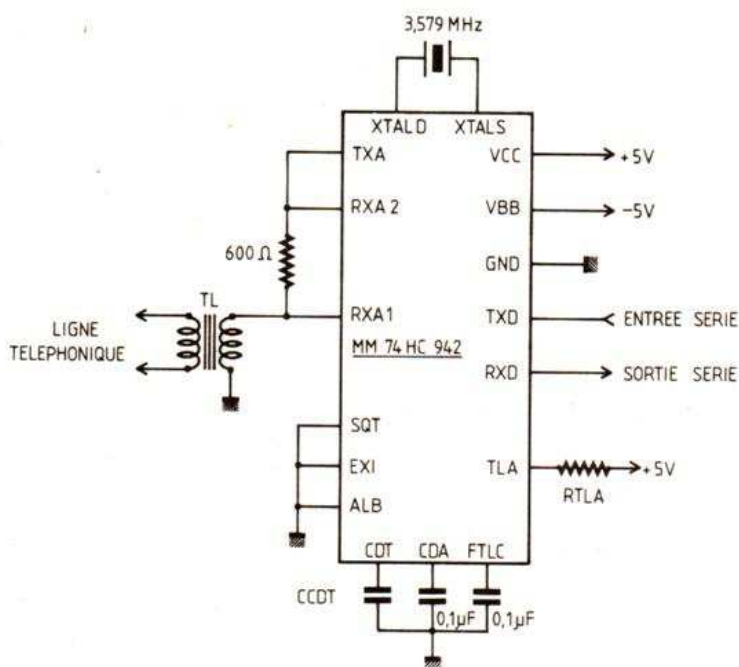 3,579 MHz
XTALD XTALS
TXA VCC +5V
RXA2 VBB -5V
600 Ω GND
TL
LIGNE TELEPHONIQUE
RXA1 TXD ENTREE SERIE
MM 74 HC 942
RXD SORTIE SERIE
SQT
EXI TLA +5V
RTLA
ALB
CDT CDA FTLC
CCDT 0,1µF 0,1µF